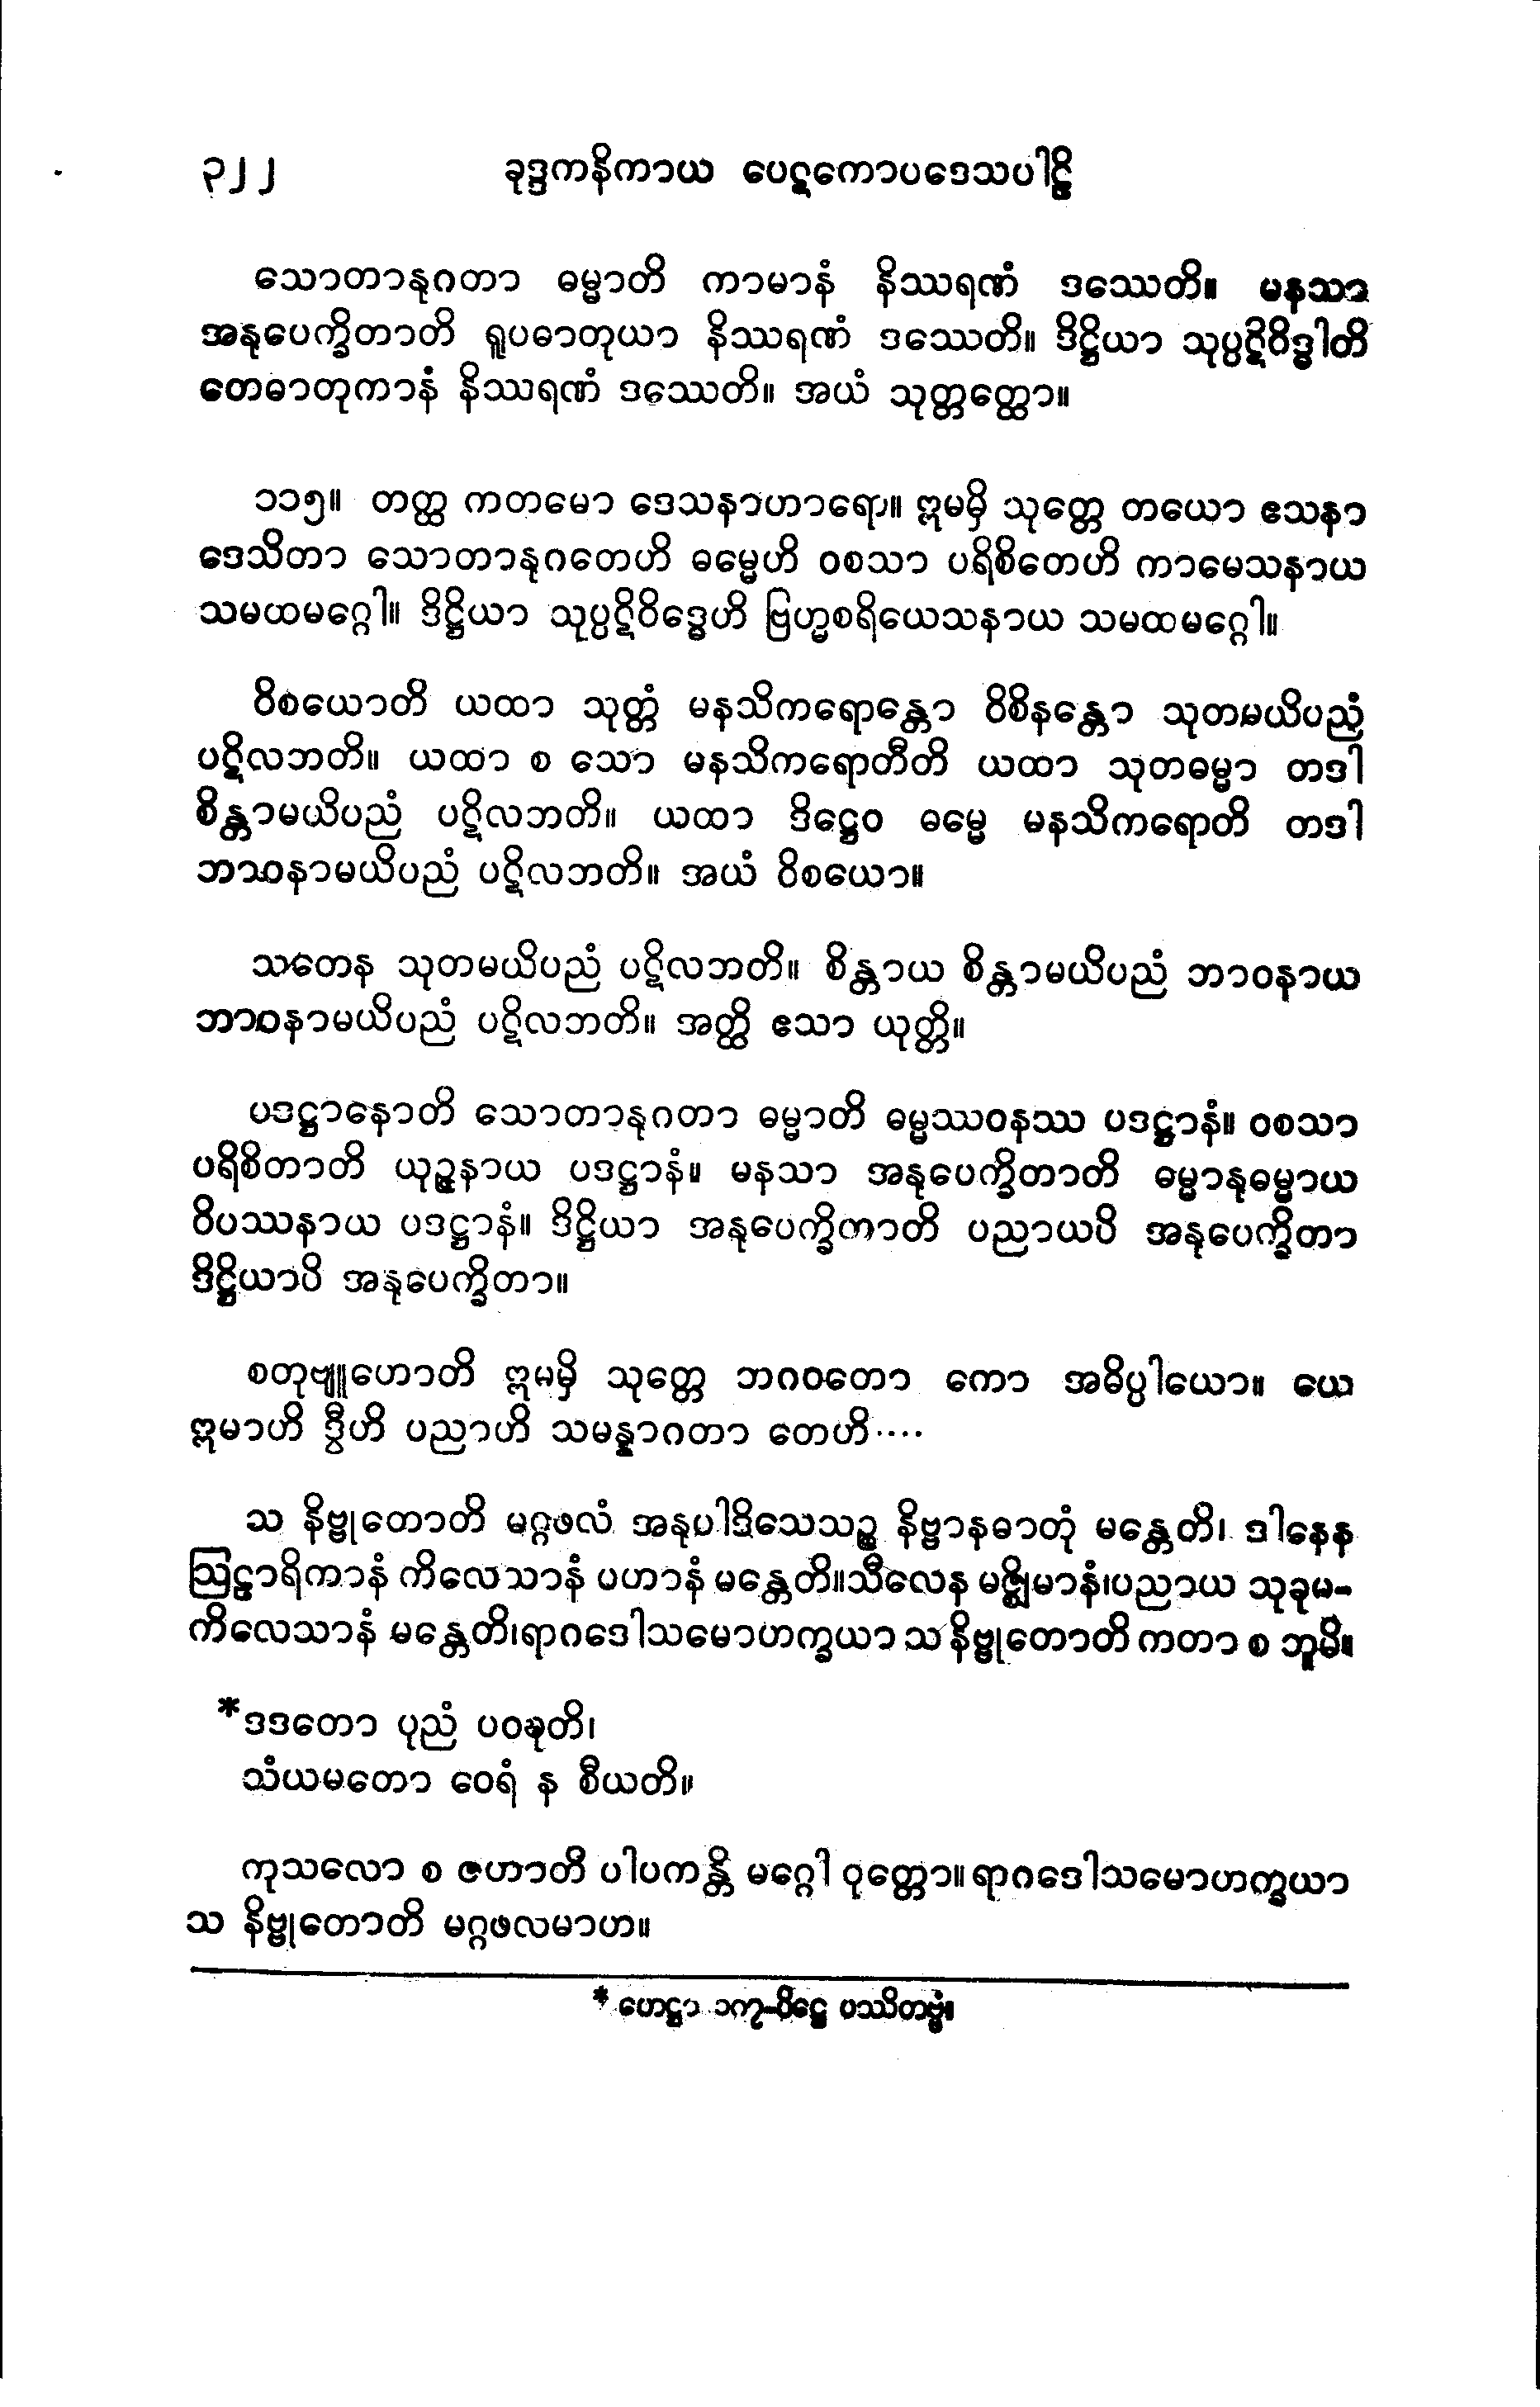 ၃၂၂ ခုဒ္ဒကနိကာယ ပေဋကောပဒေသပါဠိ
သောတာနုဂတာ ဓမ္မာတိ ကာမာနံ နိဿရဏံ ဒဿေတိ။ မနသာ
အနုပေက္ခိတာတိ ရူပဓာတုယာ နိဿရဏံ ဒဿေတိ။ ဒိဋ္ဌိယာ သုပ္ပဋိဝိဒ္ဓါတိ
တေဓာတုကာနံ နိဿရဏံ ဒဿေတိ။ အယံ သုတ္တတ္ထော။
၁၁၅။ တတ္ထ ကတမော ဒေသနာဟာရော။ ဣမမှိ သုတ္တေ တယော ဧသနာ
ဒေသိတာ သောတာနုဂတေဟိ ဓမ္မေဟိ ဝစသာ ပရိစိတေဟိ ကာမေသနာယ
သမထမဂ္ဂေါ။ ဒိဋ္ဌိယာ သုပ္ပဋိဝိဒ္ဓေဟိ ဗြဟ္မစရိယေသနာယ သမထမဂ္ဂေါ။
ဝိစယောတိ ယထာ သုတ္တံ မနသိကရောန္တော ဝိစိနန္တော သုတမယိပညံ
ပဋိလဘတိ။ ယထာ စ သော မနသိကရောတီတိ ယထာ သုတဓမ္မာ တဒါ
စိန္တာမယိပညံ ပဋိလဘတိ။ ယထာ ဒိဋ္ဌေဝ ဓမ္မေ မနသိကရောတိ တဒါ
ဘာဝနာမယိပညံ ပဋိလဘတိ။ အယံ ဝိစယော။
သတေန သုတမယိပညံ ပဋိလဘတိ။ စိန္တာယ စိန္တာမယိပညံ ဘာဝနာယ
ဘာဝနာမယိပညံ ပဋိလဘတိ။ အတ္ထိ ဧသာ ယုတ္တိ။
ပဒဋ္ဌာနောတိ သောတာနုဂတာ ဓမ္မာတိ ဓမ္မဿဝနဿ ပဒဋ္ဌာနံ။ ဝစသာ
ပရိစိတာတိ ယုဉ္ဇနာယ ပဒဋ္ဌာနံ။ မနသာ အနုပေက္ခိတာတိ ဓမ္မာနုဓမ္မာယ
ဝိပဿနာယ ပဒဋ္ဌာနံ။ ဒိဋ္ဌိယာ အနုပေက္ခိတာတိ ပညာယပိ အနုပေက္ခိတာ
ဒိဋ္ဌိယာပိ အနုပေက္ခိတာ။
စတုဗျူဟောတိ ဣမမှိ သုတ္တေ ဘဂဝတော ကော အဓိပ္ပါယော။ ယေ
ဣမာဟိ ဒွီဟိ ပညာဟိ သမန္နာဂတာ တေဟိ····
သ နိဗ္ဗုတောတိ မဂ္ဂဖလံ အနုပါဒိသေသဉ္စ နိဗ္ဗာနဓာတုံ မန္တေတိ၊ ဒါနေန
ဩဠာရိကာနံ ကိလေသာနံ ပဟာနံ မန္တေတိ။သီလေန မဇ္ဈိမာနံ၊ပညာယ သုခုမ-
ကိလေသာနံ မန္တေတိ၊ရာဂဒေါသမောဟက္ခယာ သ နိဗ္ဗုတောတိ ကတာ စ ဘူမိ။
*ဒဒတော ပုညံ ပဝဍ္ဎတိ၊
သံယမတော ဝေရံ န စီယတိ။
ကုသလော စ ဇဟာတိ ပါပကန္တိ မဂ္ဂေါ ဝုတ္တော။ ရာဂဒေါသမောဟက္ခယာ
သ နိဗ္ဗုတောတိ မဂ္ဂဖလမာဟ။
* ဟေဋ္ဌာ ၁၈၇-ပိဋ္ဌေ ပဿိတဗ္ဗံ။